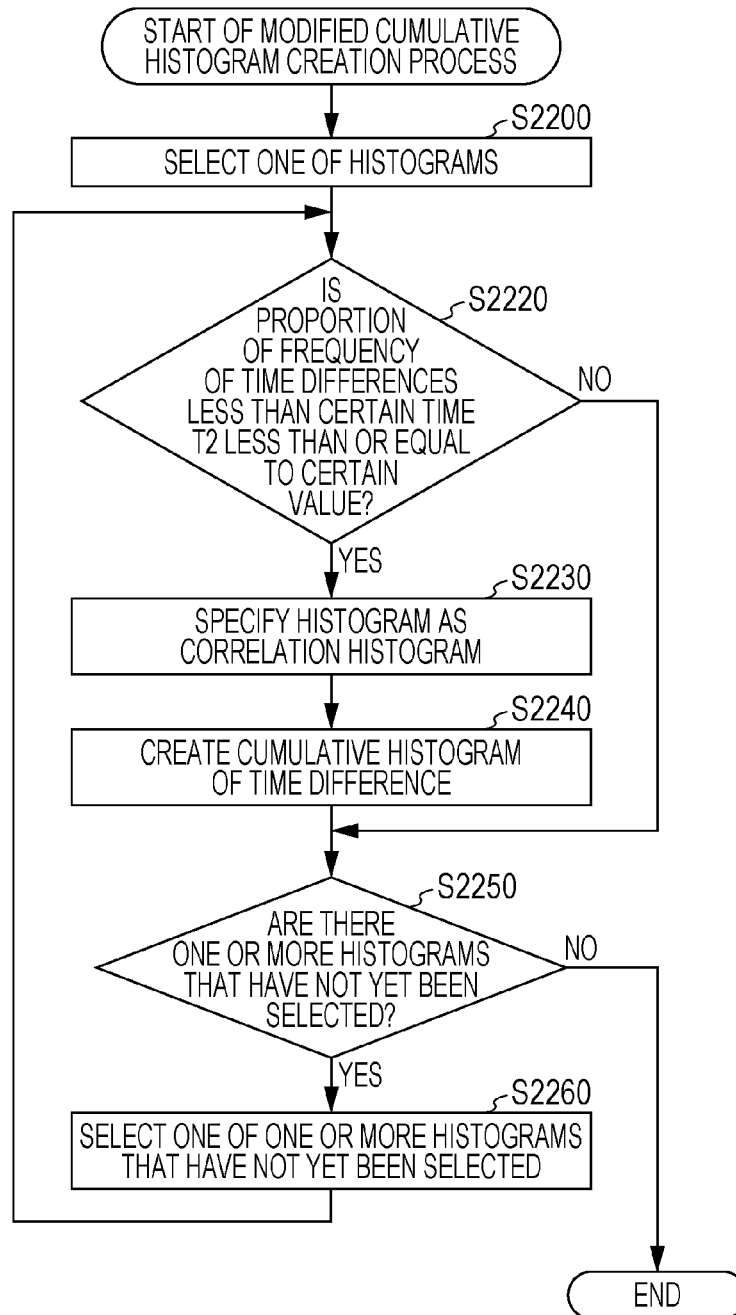 START OF MODIFIED CUMULATIVE
HISTOGRAM CREATION PROCESS
S2200
SELECT ONE OF HISTOGRAMS
S2220
IS
PROPORTION
OF FREQUENCY
OF TIME DIFFERENCES
LESS THAN CERTAIN TIME
T2 LESS THAN OR EQUAL
TO CERTAIN
VALUE?
NO
YES
S2230
SPECIFY HISTOGRAM AS
CORRELATION HISTOGRAM
S2240
CREATE CUMULATIVE HISTOGRAM
OF TIME DIFFERENCE
S2250
ARE THERE
ONE OR MORE HISTOGRAMS
THAT HAVE NOT YET BEEN
SELECTED?
NO
YES
S2260
SELECT ONE OF ONE OR MORE HISTOGRAMS
THAT HAVE NOT YET BEEN SELECTED
END